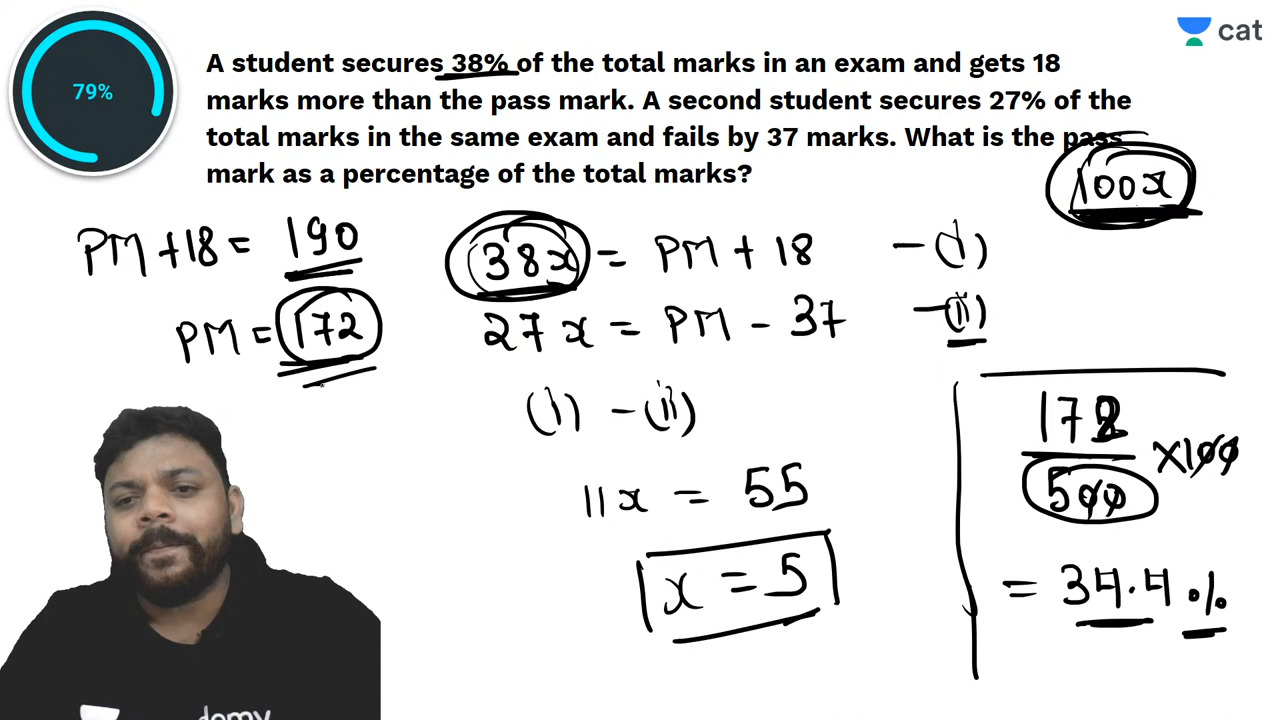 cat
79%
A student secures 38% of the total marks in an exam and gets 18
marks more than the pass mark. A second student secures 27% of the
total marks in the same exam and fails by 37 marks. What is the pass
mark as a percentage of the total marks?
100x
PM + 18 = 190
PM = 172
38x = PM + 18 - (i)
27x = PM - 37 - (ii)
(i) - (ii)
11x = 55
x = 5
172
500
×100
= 34.4 %